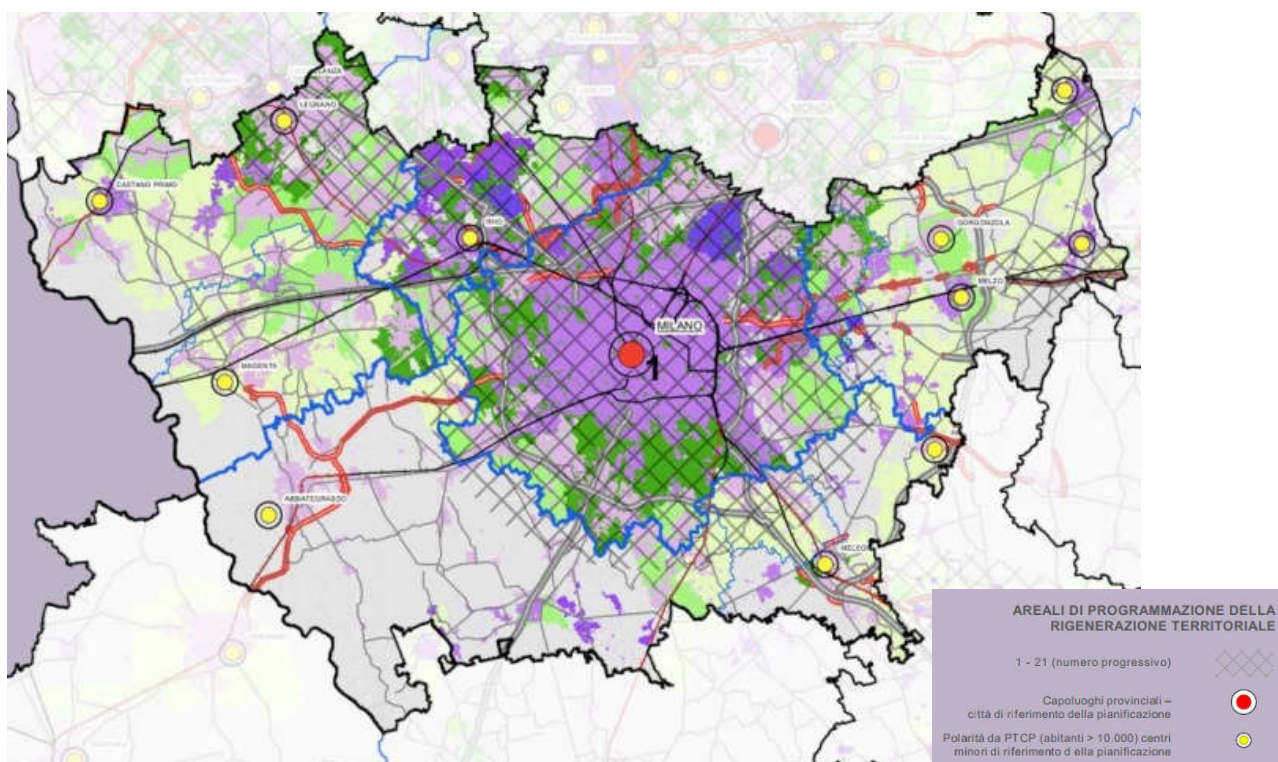 LEGNANO
CASTANO PRIMO
RHO
GORGONZOLA
MELZO
MILANO
1
MAGENTA
ABBIATEGRASSO
AREALI DI PROGRAMMAZIONE DELLA
RIGENERAZIONE TERRITORIALE
1 - 21 (numero progressivo)
Capoluoghi provinciali –
città di riferimento della pianificazione
Polarità da PTCP (abitanti > 10.000) centri
minori di riferimento d ella pianificazione